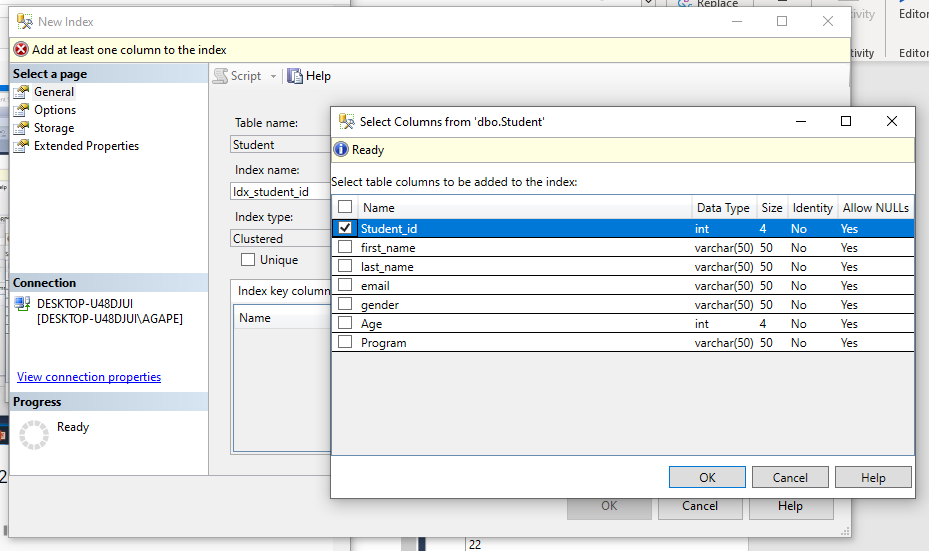 Replace
New Index
tivity
Editor
Add at least one column to the index
tivity
Editor
Select a page
General
Options
Storage
Extended Properties
Script
Help
Table name:
Student
Index name:
Idx_student_id
Index type:
Clustered
Unique
Index key column
Name
Connection
DESKTOP-U48DJUI
[DESKTOP-U48DJUI\AGAPE]
View connection properties
Progress
Ready
Select Columns from 'dbo.Student'
Ready
Select table columns to be added to the index:
Name Data Type Size Identity Allow NULLs
Student_id int 4 No Yes
first_name varchar(50) 50 No Yes
last_name varchar(50) 50 No Yes
email varchar(50) 50 No Yes
gender varchar(50) 50 No Yes
Age int 4 No Yes
Program varchar(50) 50 No Yes
OK Cancel Help
OK Cancel Help
2
22